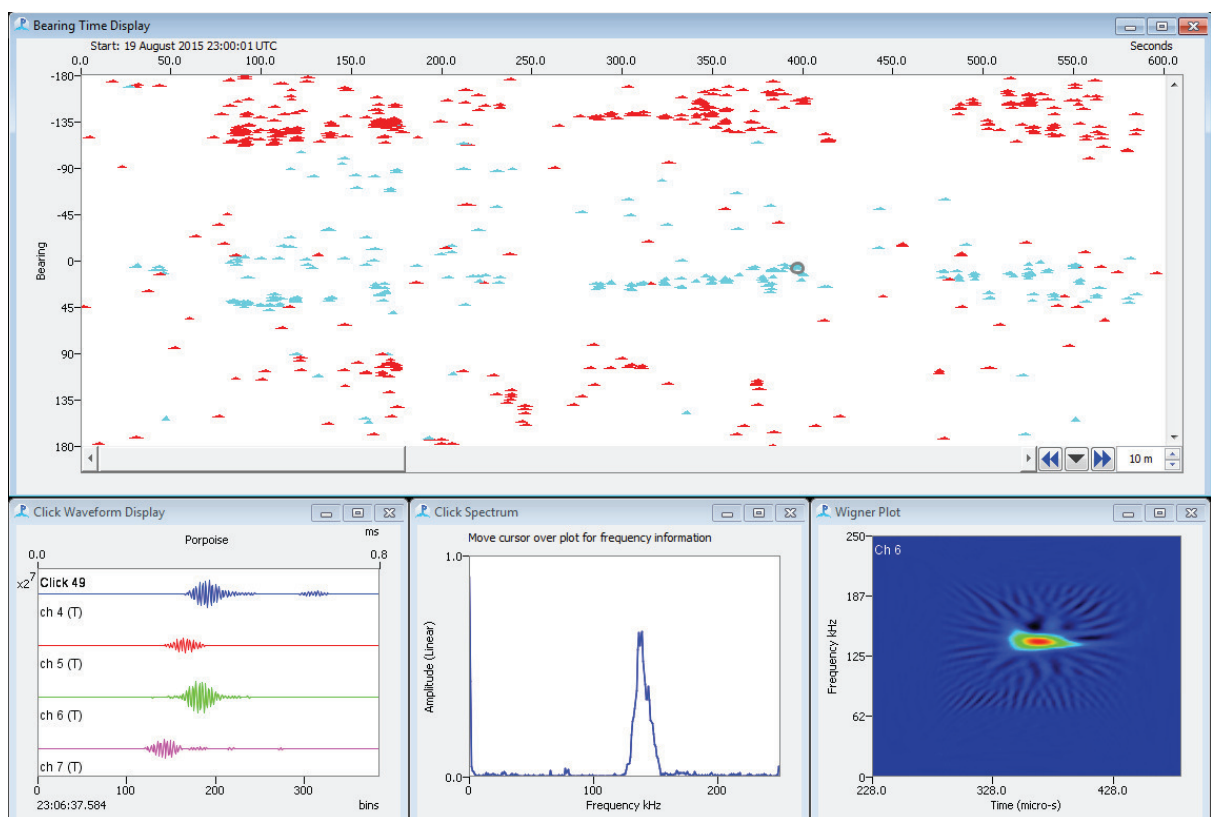 Bearing Time Display
Start: 19 August 2015 23:00:01 UTC
Seconds
0.0 50.0 100.0 150.0 200.0 250.0 300.0 350.0 400.0 450.0 500.0 550.0 600.0
-180
-135
-90
-45
0
45
90
135
180
Bearing
10 m
Click Waveform Display
Porpoise
ms
0.0 0.8
x2^7
Click 49
ch 4 (T)
ch 5 (T)
ch 6 (T)
ch 7 (T)
0 100 200 300
23:06:37.584
bins
Click Spectrum
Move cursor over plot for frequency information
1.0
Amplitude (Linear)
0.0
0 100 200
Frequency kHz
Wigner Plot
250
Ch 6
187
125
62
0
Frequency kHz
228.0 328.0 428.0
Time (micro-s)